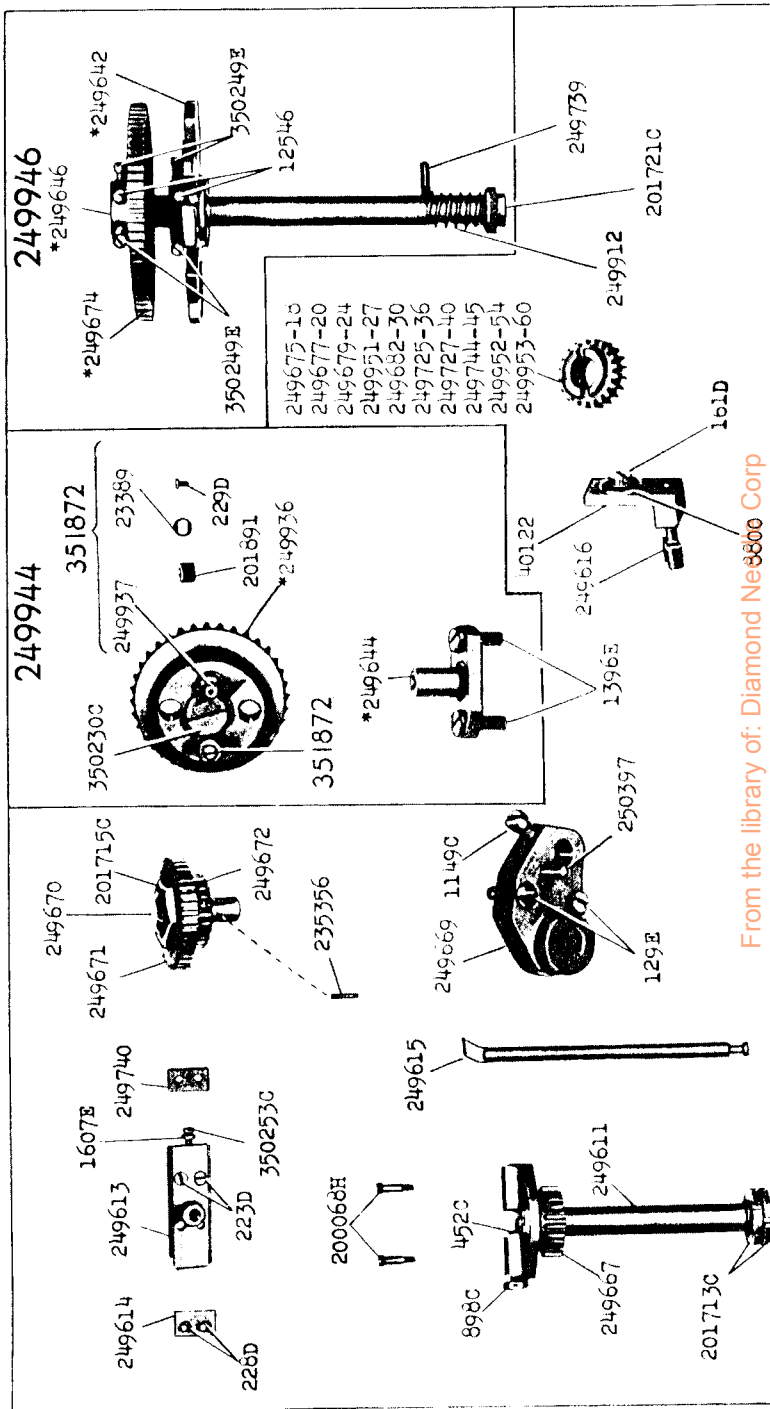 249946
*249646
*249642
*249674
350249E
12546
350249E
249739
201721C
249912
249675-18
249677-20
249679-24
249951-27
249682-30
249725-36
249727-40
249744-45
249952-54
249953-60
249944
351872
23389
229D
201891
249937
*249936
350230C
351872
*249644
1396E
40122
161D
249616
8800
249670
201715C
249671
249672
235356
1149C
249669
250397
129E
1607E
249740
249613
350253C
223D
249614
228D
200068H
249615
452C
898C
249611
249667
201713C
From the library of: Diamond Needle Corp